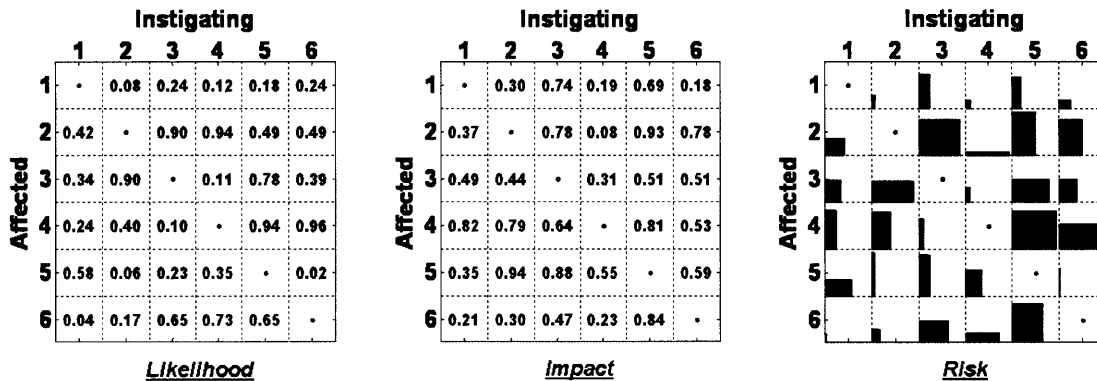 Instigating Instigating Instigating
1 2 3 4 5 6 1 2 3 4 5 6 1 2 3 4 5 6
1 0.08 0.24 0.12 0.18 0.24 1 0.30 0.74 0.19 0.69 0.18 1
2 0.42 0.90 0.94 0.49 0.49 2 0.37 0.78 0.08 0.93 0.78 2
3 0.34 0.90 0.11 0.78 0.39 3 0.49 0.44 0.31 0.51 0.51 3
4 0.24 0.40 0.10 0.94 0.96 4 0.82 0.79 0.64 0.81 0.53 4
5 0.58 0.06 0.23 0.35 0.02 5 0.35 0.94 0.88 0.55 0.59 5
6 0.04 0.17 0.65 0.73 0.65 6 0.21 0.30 0.47 0.23 0.84 6
Affected Affected Affected
Likelihood Impact Risk